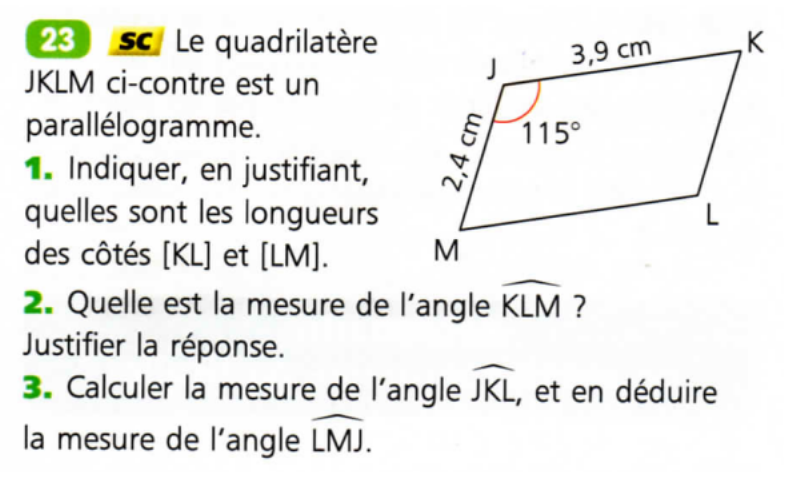 23 SC Le quadrilatère
JKLM ci-contre est un
parallélogramme.
1. Indiquer, en justifiant,
quelles sont les longueurs
des côtés [KL] et [LM].
J
3,9 cm
K
2,4 cm
115°
L
M
2. Quelle est la mesure de l'angle KLM ?
Justifier la réponse.
3. Calculer la mesure de l'angle JKL, et en déduire
la mesure de l'angle LMJ.